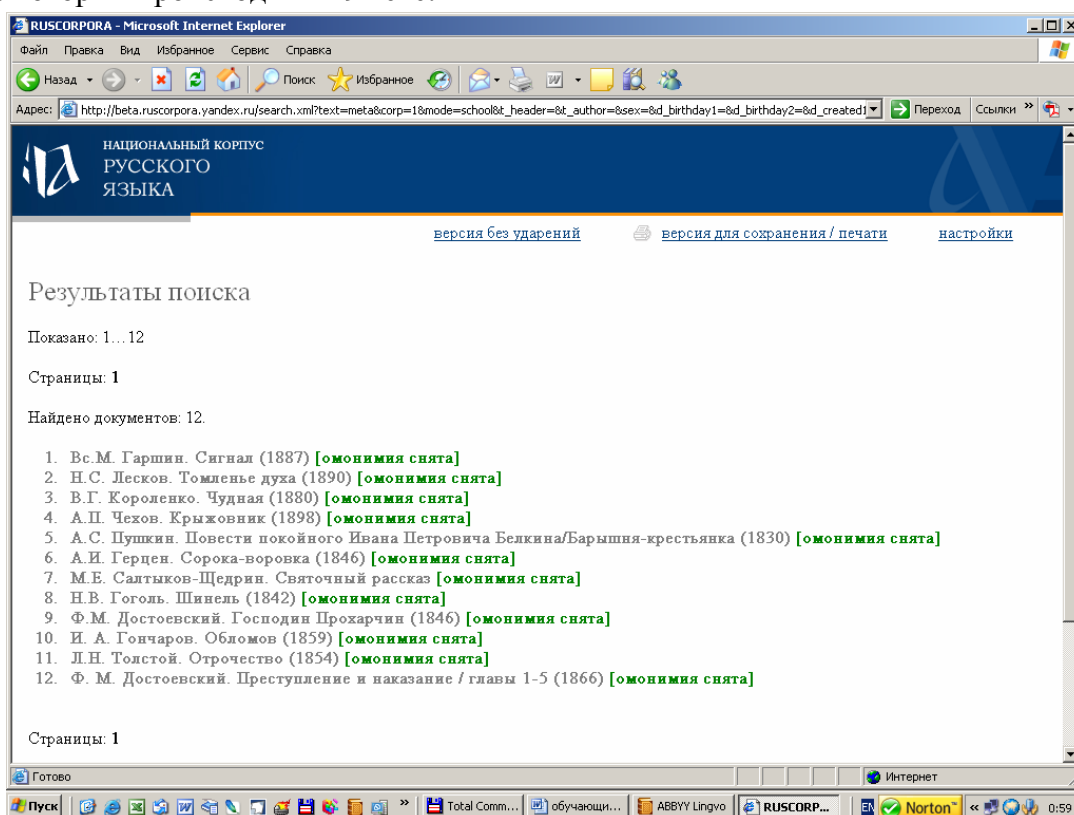 RUSCORPORA - Microsoft Internet Explorer
Файл Правка Вид Избранное Сервис Справка
Назад Поиск Избранное
Адрес: http://beta.ruscorpora.yandex.ru/search.xml?text=meta&corp=1&mode=school&t_header=&t_author=&sex=&d_birthday1=&d_birthday2=&d_created1 Переход Ссылки »
НАЦИОНАЛЬНЫЙ КОРПУС
РУССКОГО
ЯЗЫКА
версия без ударений версия для сохранения / печати настройки
Результаты поиска
Показано: 1...12
Страницы: 1
Найдено документов: 12.
1. Вс.М. Гаршин. Сигнал (1887) [омонимия снята]
2. Н.С. Лесков. Томленье духа (1890) [омонимия снята]
3. В.Г. Короленко. Чудная (1880) [омонимия снята]
4. А.П. Чехов. Крыжовник (1898) [омонимия снята]
5. А.С. Пушкин. Повести покойного Ивана Петровича Белкина/Барышня-крестьянка (1830) [омонимия снята]
6. А.И. Герцен. Сорока-воровка (1846) [омонимия снята]
7. М.Е. Салтыков-Щедрин. Святочный рассказ [омонимия снята]
8. Н.В. Гоголь. Шинель (1842) [омонимия снята]
9. Ф.М. Достоевский. Господин Прохарчин (1846) [омонимия снята]
10. И. А. Гончаров. Обломов (1859) [омонимия снята]
11. Л.Н. Толстой. Отрочество (1854) [омонимия снята]
12. Ф. М. Достоевский. Преступление и наказание / главы 1-5 (1866) [омонимия снята]
Страницы: 1
Готово Интернет
Пуск » Total Comm... обучающи... ABBYY Lingvo RUSCORP... EN Norton™ « 0:59